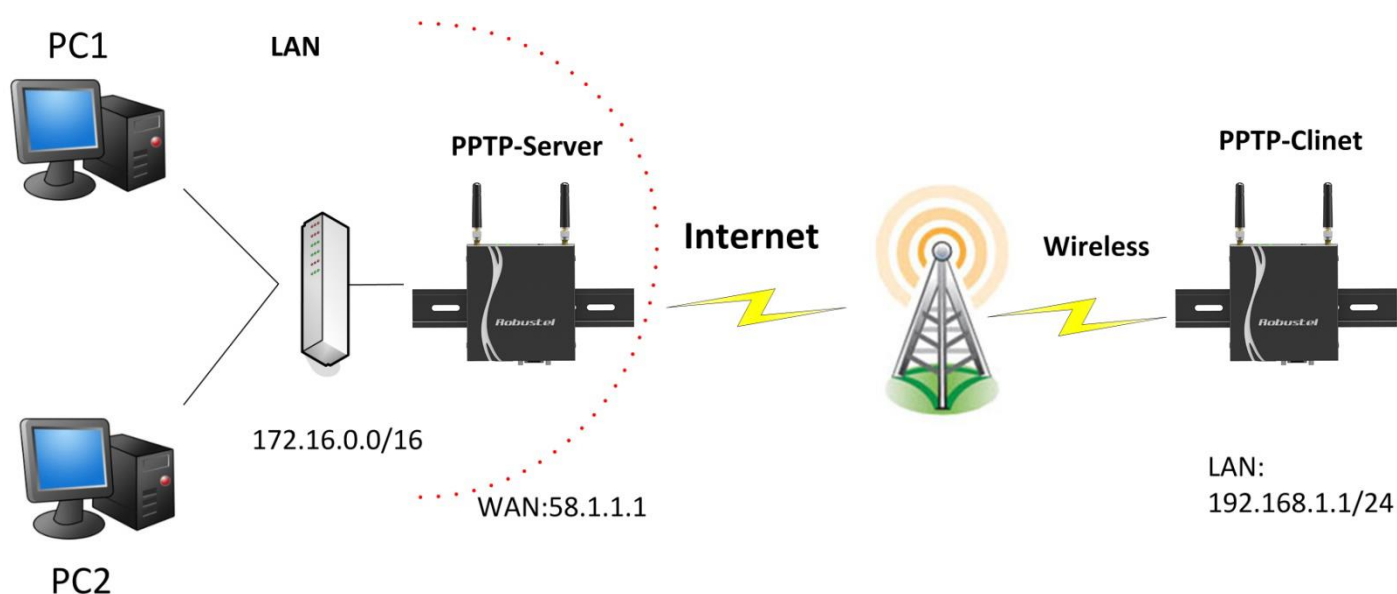 PC1
LAN
PPTP-Server
PPTP-Clinet
Internet
Wireless
Robustel
Robustel
172.16.0.0/16
WAN:58.1.1.1
LAN:
192.168.1.1/24
PC2